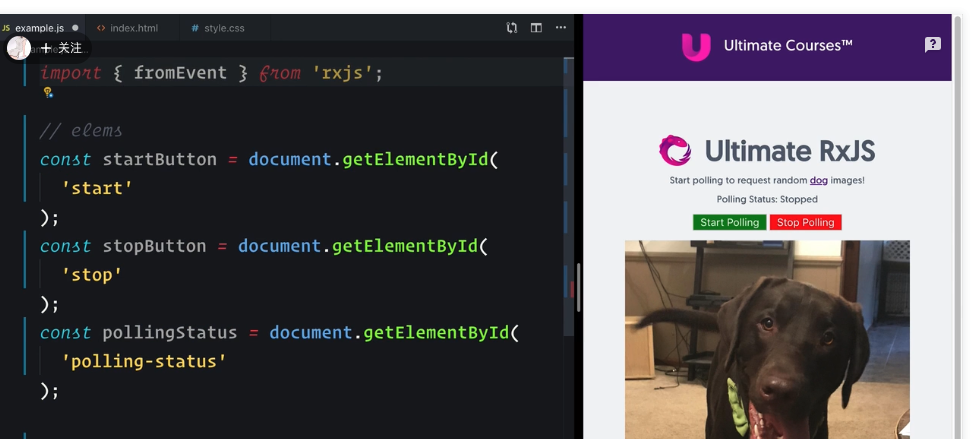 JS example.js
<> index.html
# style.css
+ 关注
import { fromEvent } from 'rxjs';
// elems
const startButton = document.getElementById(
'start'
);
const stopButton = document.getElementById(
'stop'
);
const pollingStatus = document.getElementById(
'polling-status'
);
Ultimate Courses™
?
Ultimate RxJS
Start polling to request random dog images!
Polling Status: Stopped
Start Polling
Stop Polling